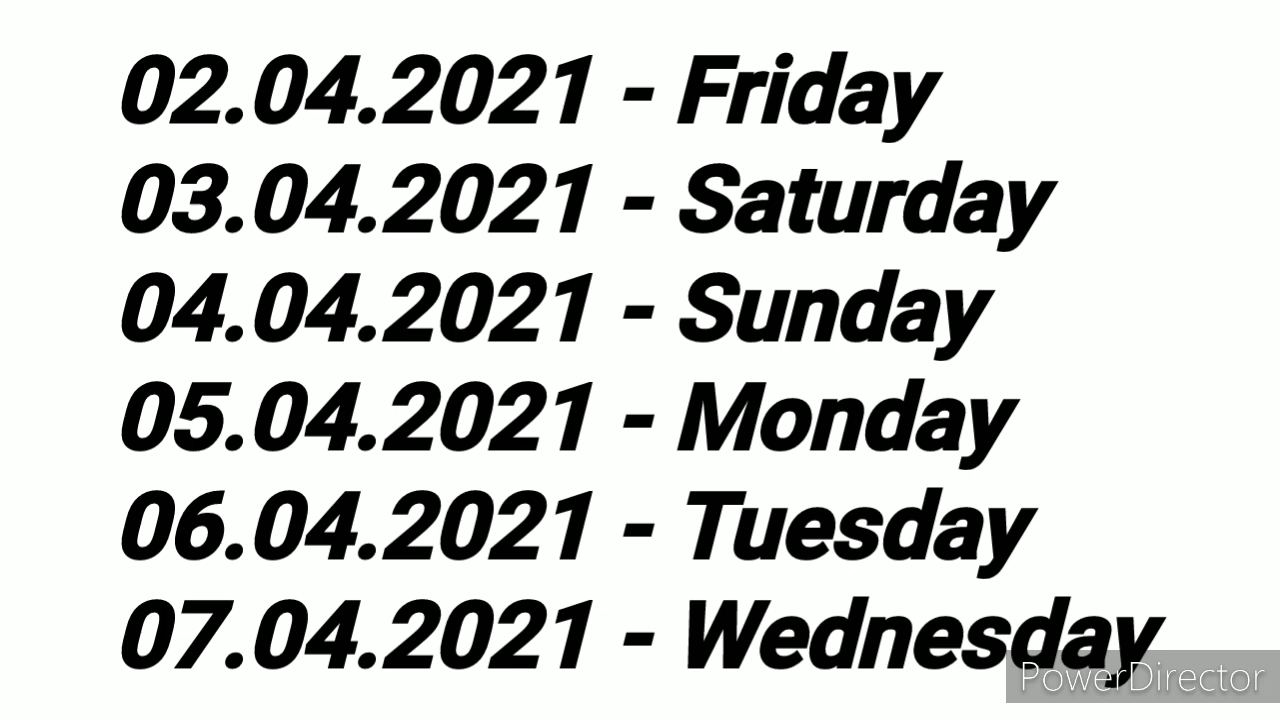 02.04.2021 - Friday
03.04.2021 - Saturday
04.04.2021 - Sunday
05.04.2021 - Monday
06.04.2021 - Tuesday
07.04.2021 - Wednesday
PowerDirector